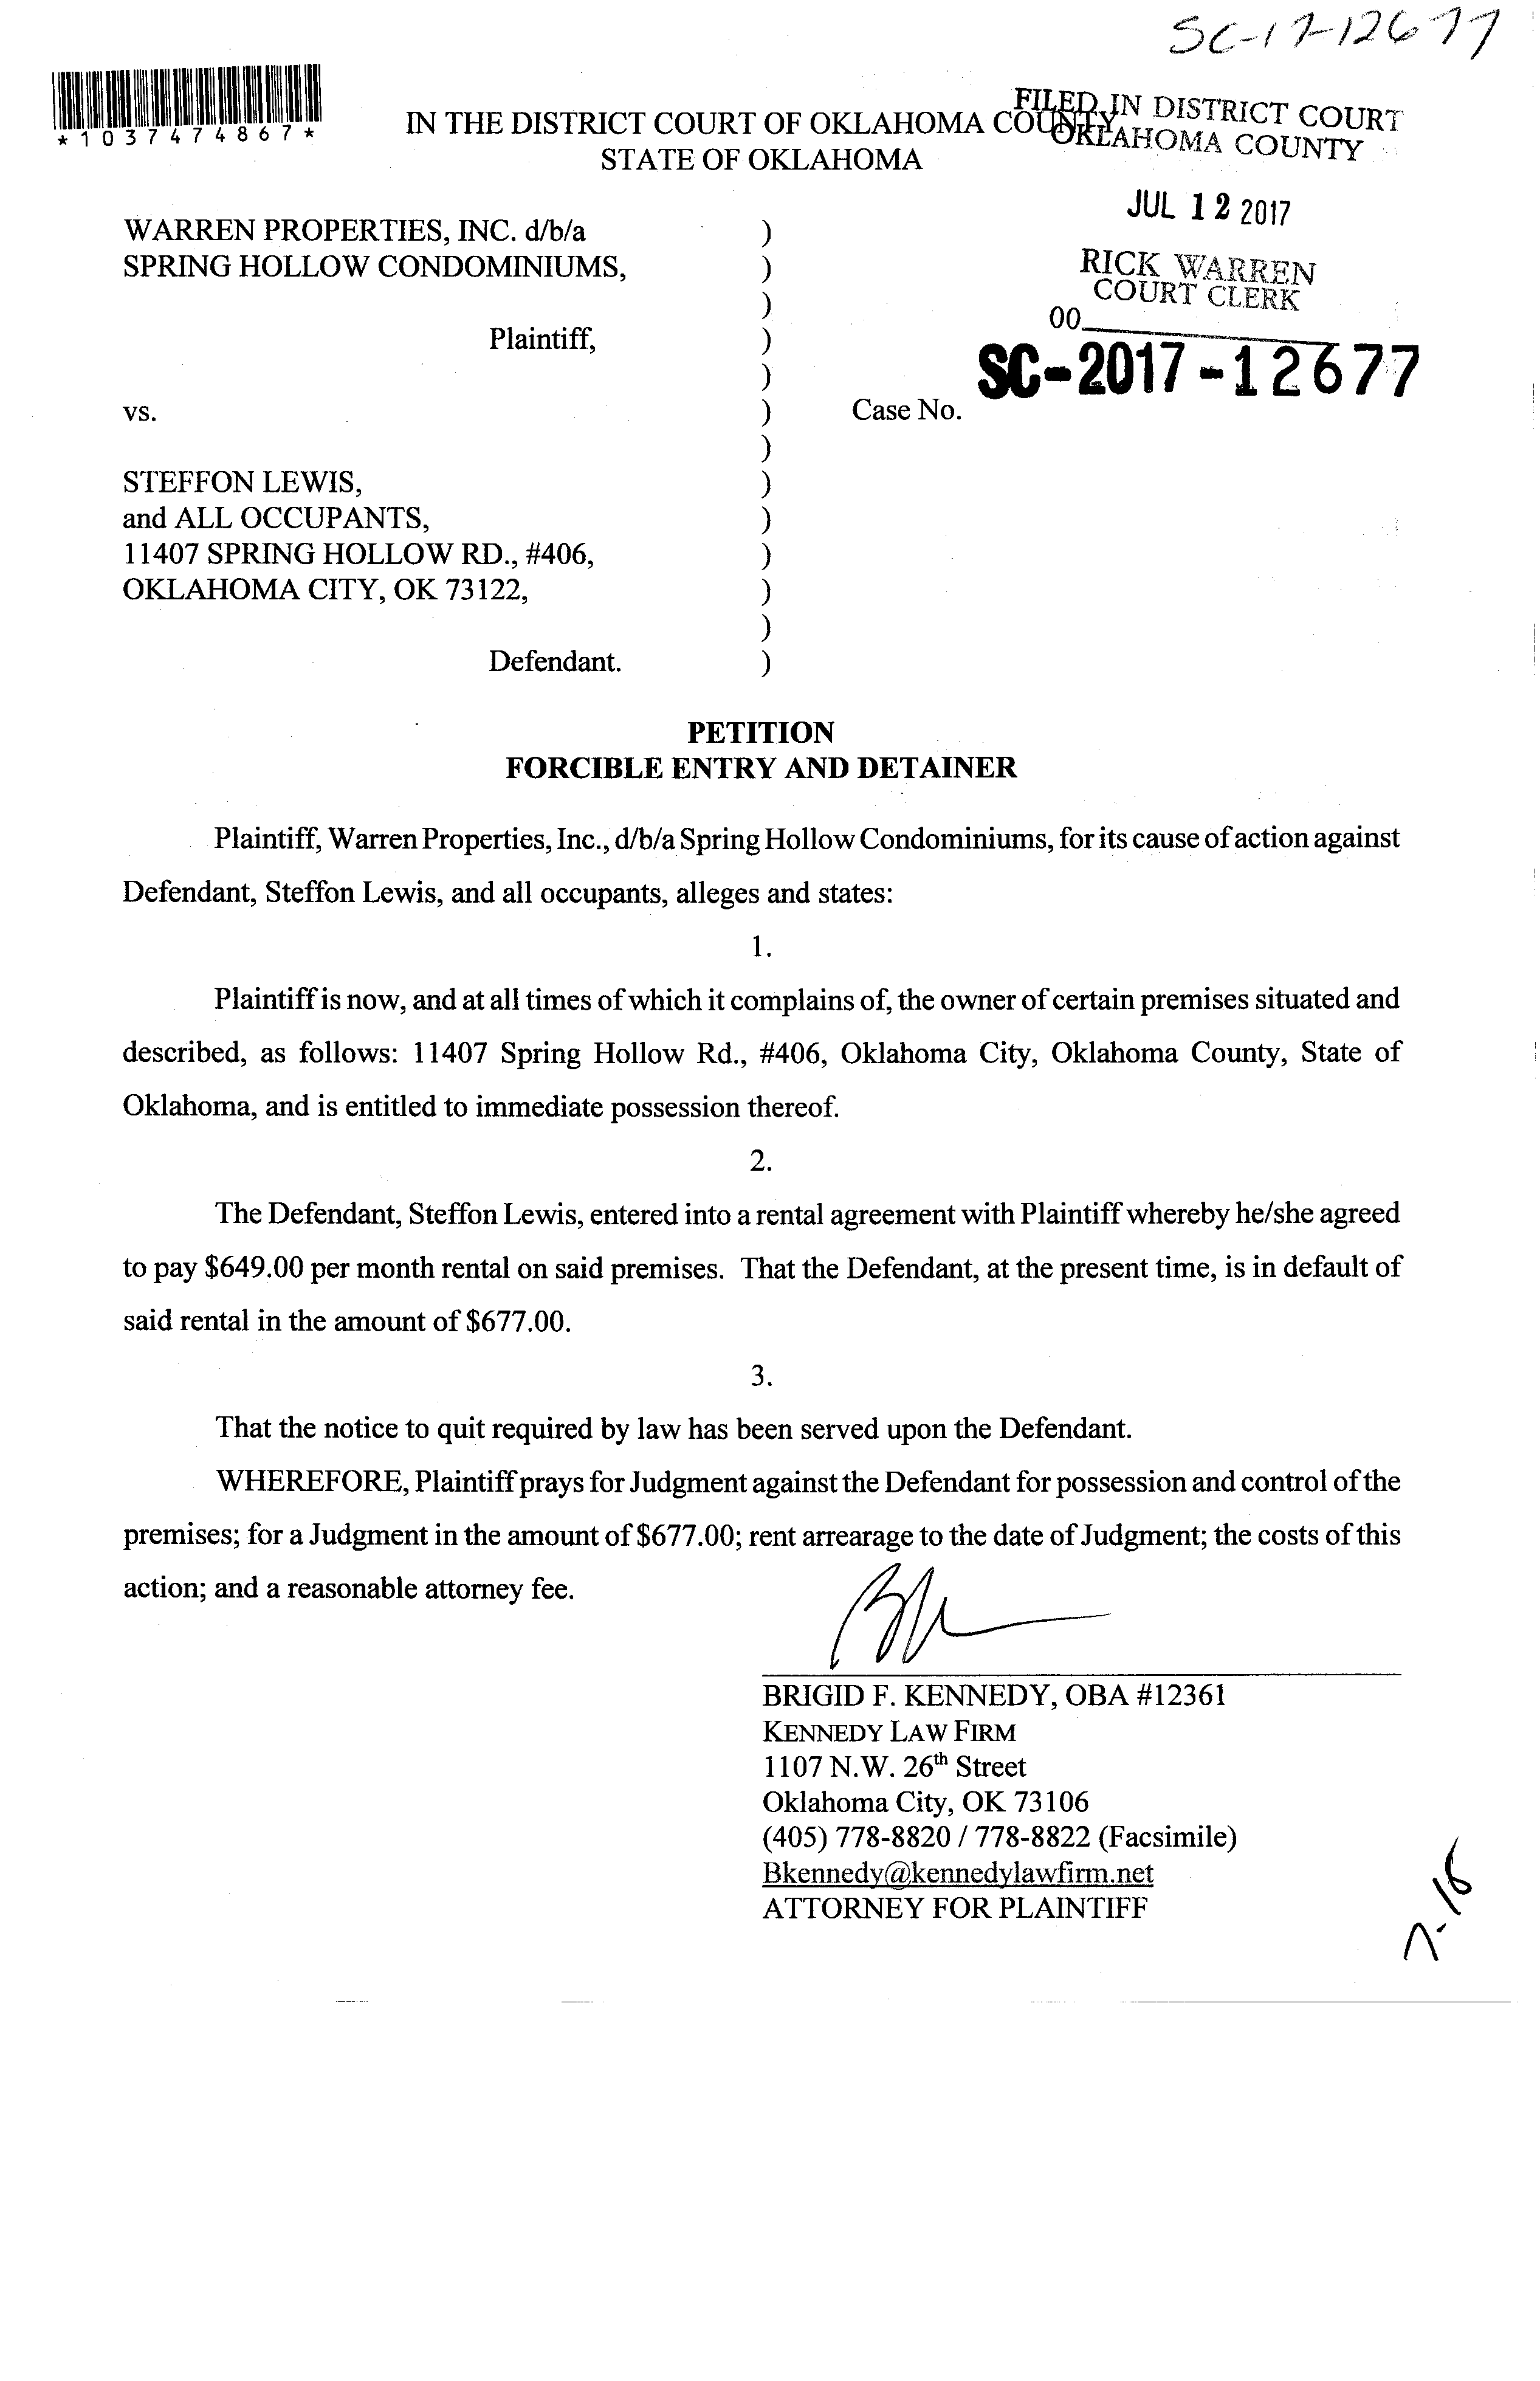 SC-17-12677
*1037474867*
IN THE DISTRICT COURT OF OKLAHOMA COUNTY
STATE OF OKLAHOMA
FILED IN DISTRICT COURT
OKLAHOMA COUNTY
JUL 12 2017
RICK WARREN
COURT CLERK
00
SC-2017-12677
WARREN PROPERTIES, INC. d/b/a )
SPRING HOLLOW CONDOMINIUMS, )
)
Plaintiff, )
)
vs. ) Case No.
)
STEFFON LEWIS, )
and ALL OCCUPANTS, )
11407 SPRING HOLLOW RD., #406, )
OKLAHOMA CITY, OK 73122, )
)
Defendant. )
PETITION
FORCIBLE ENTRY AND DETAINER
Plaintiff, Warren Properties, Inc., d/b/a Spring Hollow Condominiums, for its cause of action against
Defendant, Steffon Lewis, and all occupants, alleges and states:
1.
Plaintiff is now, and at all times of which it complains of, the owner of certain premises situated and
described, as follows: 11407 Spring Hollow Rd., #406, Oklahoma City, Oklahoma County, State of
Oklahoma, and is entitled to immediate possession thereof.
2.
The Defendant, Steffon Lewis, entered into a rental agreement with Plaintiff whereby he/she agreed
to pay $649.00 per month rental on said premises. That the Defendant, at the present time, is in default of
said rental in the amount of $677.00.
3.
That the notice to quit required by law has been served upon the Defendant.
WHEREFORE, Plaintiff prays for Judgment against the Defendant for possession and control of the
premises; for a Judgment in the amount of $677.00; rent arrearage to the date of Judgment; the costs of this
action; and a reasonable attorney fee.
BRIGID F. KENNEDY, OBA #12361
KENNEDY LAW FIRM
1107 N.W. 26th Street
Oklahoma City, OK 73106
(405) 778-8820 / 778-8822 (Facsimile)
Bkennedy@kennedylawfirm.net
ATTORNEY FOR PLAINTIFF
7-18